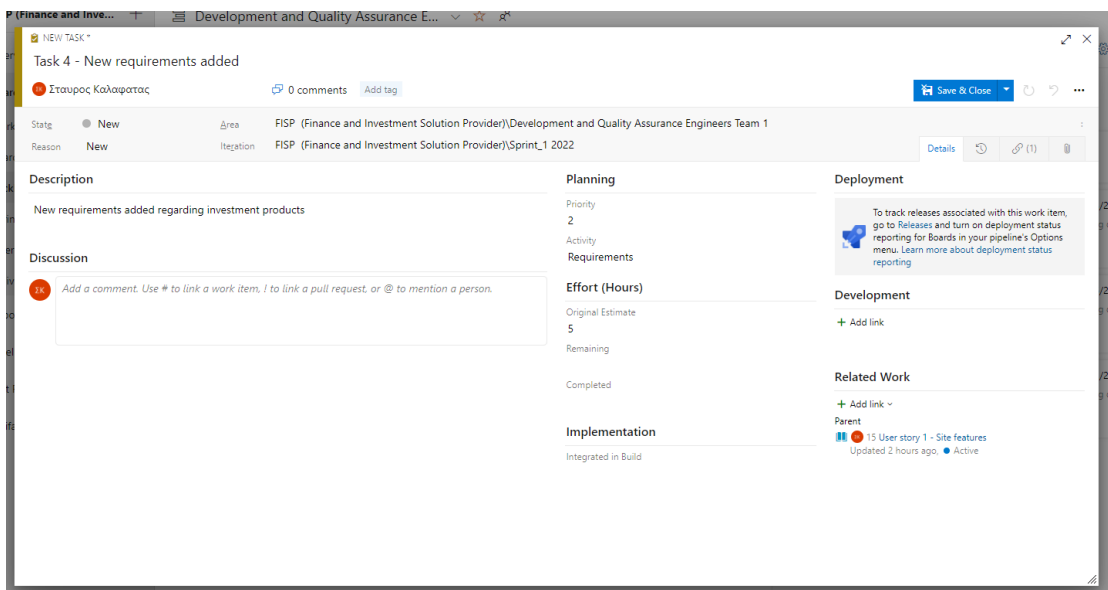 P (Finance and Inve...
Development and Quality Assurance E...
NEW TASK *
Task 4 - New requirements added
ΣΚ Σταυρος Καλαφατας
0 comments
Add tag
Save & Close
State
New
Area
FISP (Finance and Investment Solution Provider)\Development and Quality Assurance Engineers Team 1
Reason
New
Iteration
FISP (Finance and Investment Solution Provider)\Sprint_1 2022
Details
(1)
Description
New requirements added regarding investment products
Discussion
ΣΚ
Add a comment. Use # to link a work item, ! to link a pull request, or @ to mention a person.
Planning
Priority
2
Activity
Requirements
Effort (Hours)
Original Estimate
5
Remaining
Completed
Implementation
Integrated in Build
Deployment
To track releases associated with this work item,
go to Releases and turn on deployment status
reporting for Boards in your pipeline's Options
menu. Learn more about deployment status
reporting
Development
+ Add link
Related Work
+ Add link
Parent
15 User story 1 - Site features
Updated 2 hours ago, Active